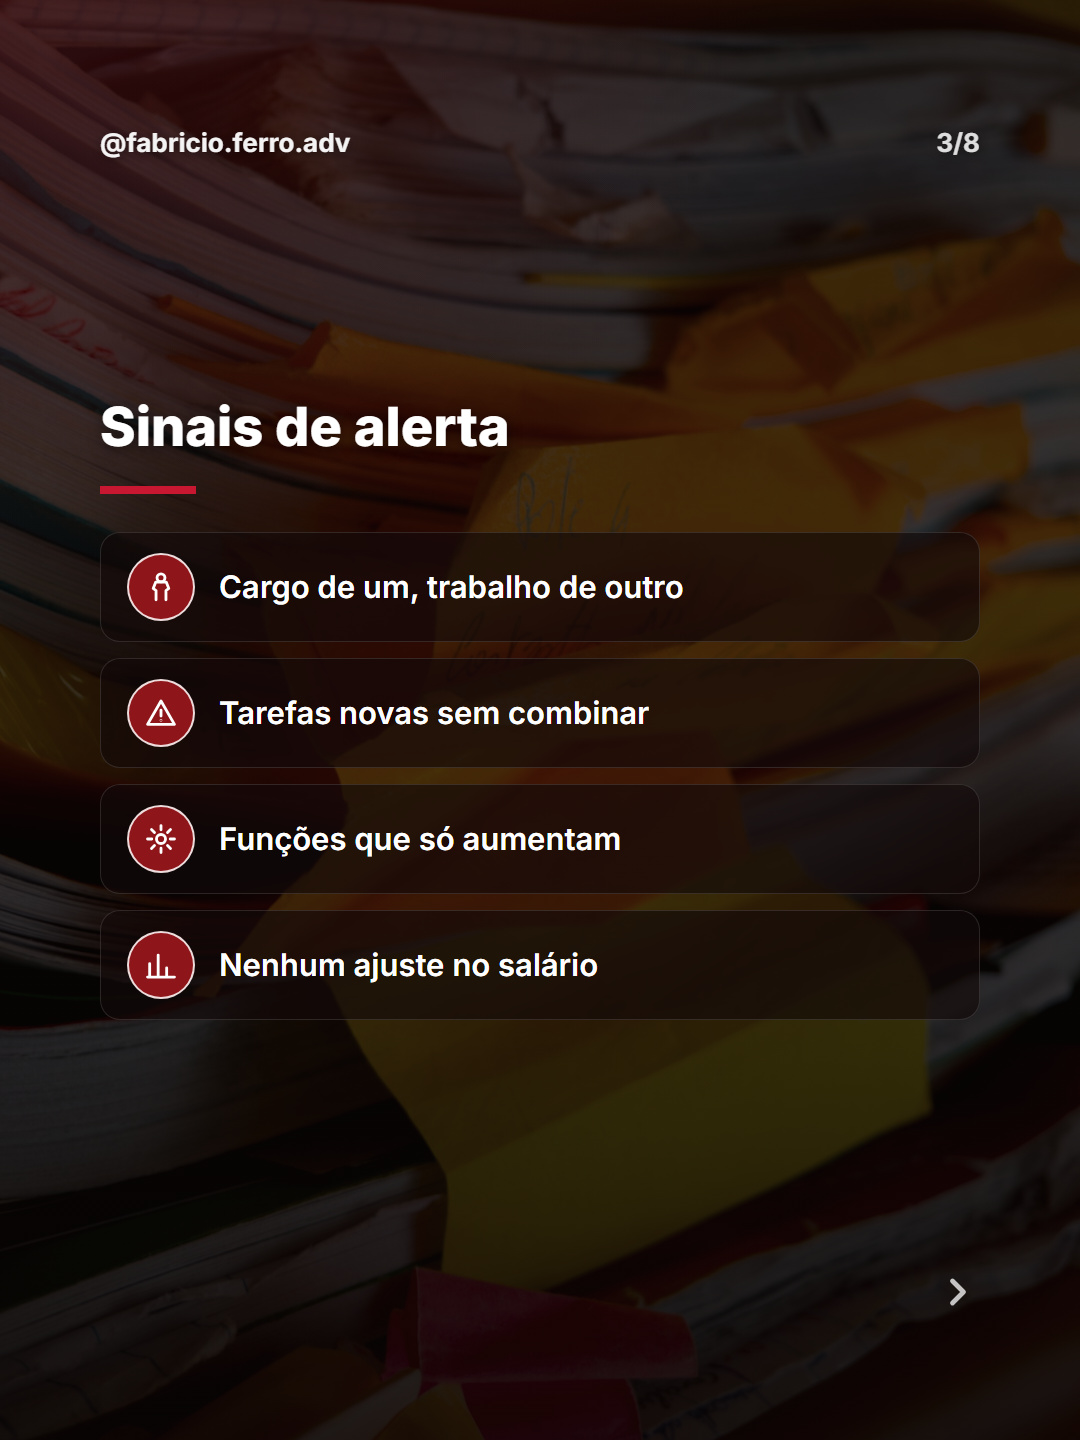 @fabricio.ferro.adv
3/8
Sinais de alerta
Cargo de um, trabalho de outro
Tarefas novas sem combinar
Funções que só aumentam
Nenhum ajuste no salário